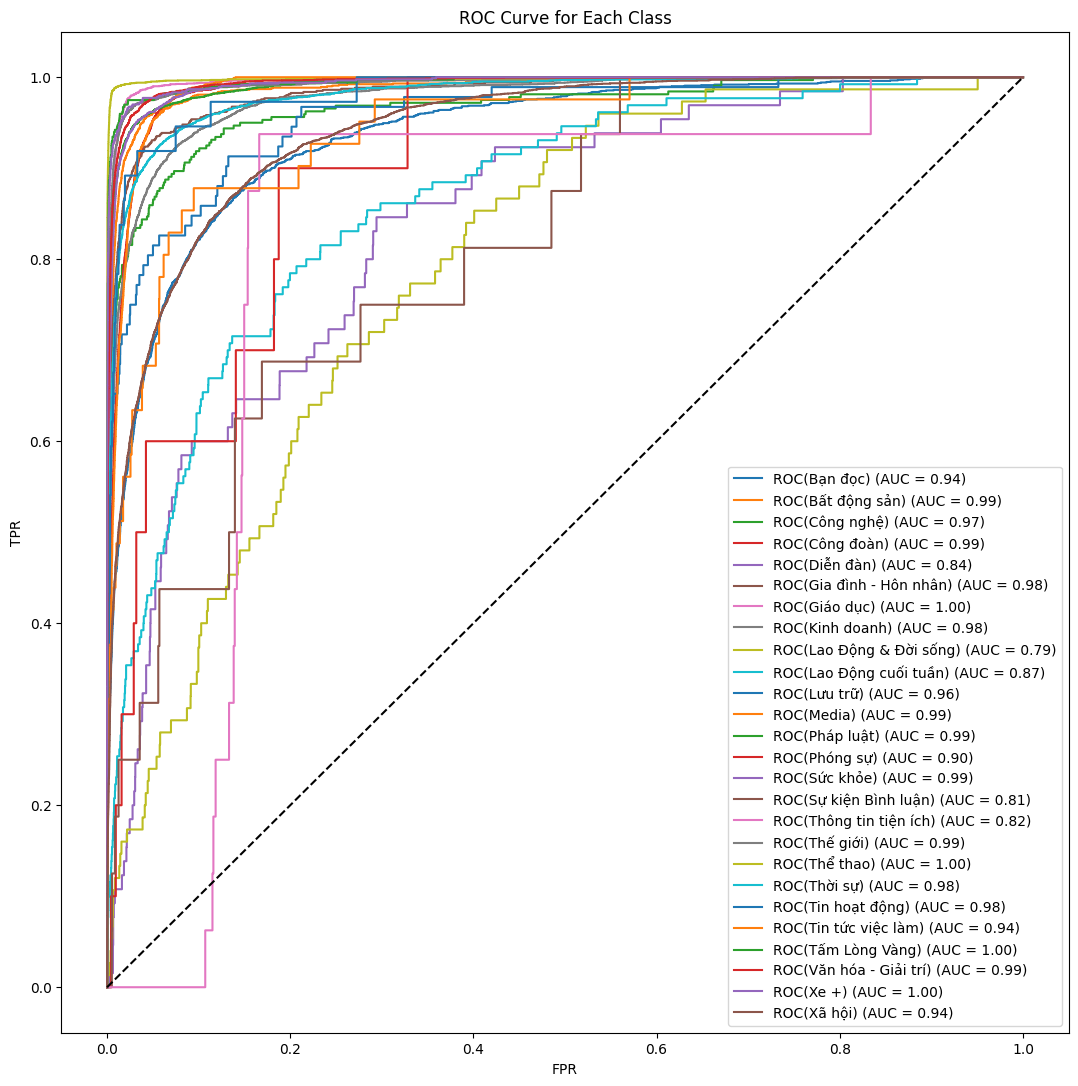 ROC Curve for Each Class
1.0
0.8
0.6
0.4
0.2
0.0
TPR
ROC(Bạn đọc) (AUC = 0.94)
ROC(Bất động sản) (AUC = 0.99)
ROC(Công nghệ) (AUC = 0.97)
ROC(Công đoàn) (AUC = 0.99)
ROC(Diễn đàn) (AUC = 0.84)
ROC(Gia đình - Hôn nhân) (AUC = 0.98)
ROC(Giáo dục) (AUC = 1.00)
ROC(Kinh doanh) (AUC = 0.98)
ROC(Lao Động & Đời sống) (AUC = 0.79)
ROC(Lao Động cuối tuần) (AUC = 0.87)
ROC(Lưu trữ) (AUC = 0.96)
ROC(Media) (AUC = 0.99)
ROC(Pháp luật) (AUC = 0.99)
ROC(Phóng sự) (AUC = 0.90)
ROC(Sức khỏe) (AUC = 0.99)
ROC(Sự kiện Bình luận) (AUC = 0.81)
ROC(Thông tin tiện ích) (AUC = 0.82)
ROC(Thế giới) (AUC = 0.99)
ROC(Thể thao) (AUC = 1.00)
ROC(Thời sự) (AUC = 0.98)
ROC(Tin hoạt động) (AUC = 0.98)
ROC(Tin tức việc làm) (AUC = 0.94)
ROC(Tấm Lòng Vàng) (AUC = 1.00)
ROC(Văn hóa - Giải trí) (AUC = 0.99)
ROC(Xe +) (AUC = 1.00)
ROC(Xã hội) (AUC = 0.94)
0.0 0.2 0.4 0.6 0.8 1.0
FPR